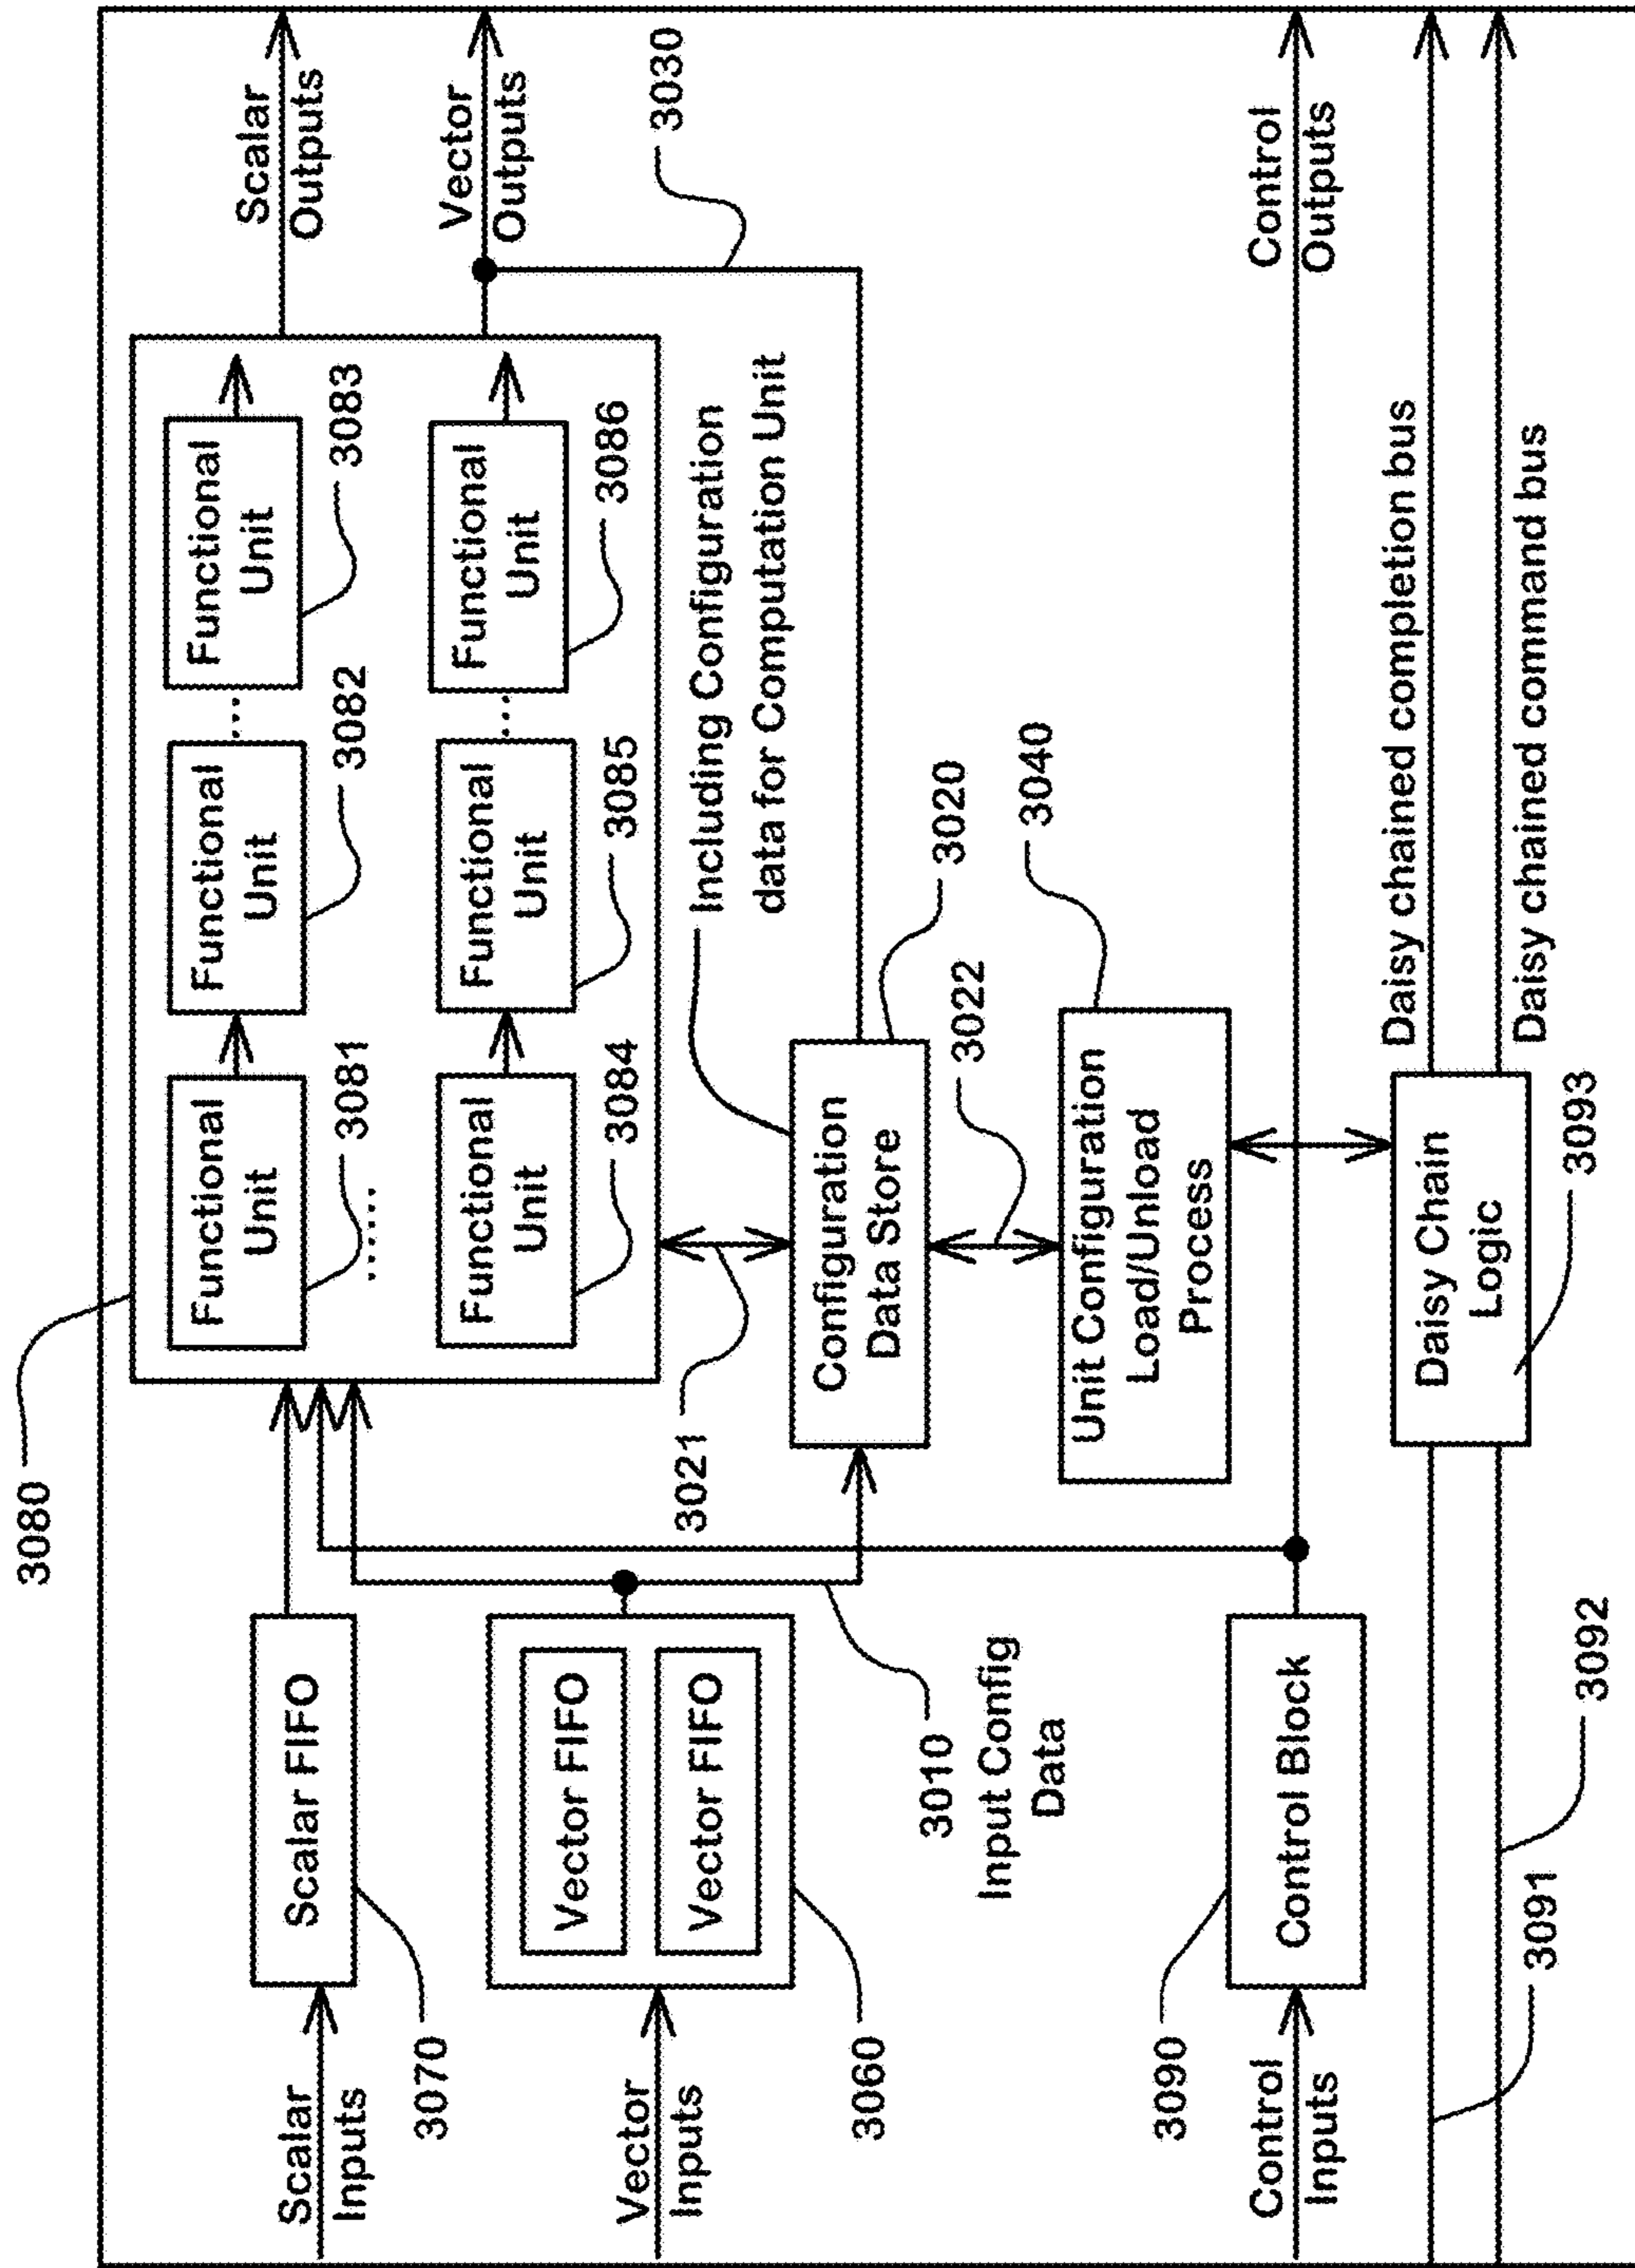 3080
Scalar
Inputs
3070
Scalar FIFO
Vector
Inputs
3060
Vector FIFO
Vector FIFO
3010
Input Config
Data
Functional
Unit
3081
......
Functional
Unit
3082
...
Functional
Unit
3083
Functional
Unit
3084
Functional
Unit
3085
...
Functional
Unit
3086
Scalar
Outputs
Vector
Outputs
3030
Including Configuration
data for Computation Unit
3021
Configuration
Data Store
3020
3022
Unit Configuration
Load/Unload
Process
3040
Control
Inputs
3090
Control Block
Control
Outputs
3091
3092
Daisy Chain
Logic
3093
Daisy chained completion bus
Daisy chained command bus